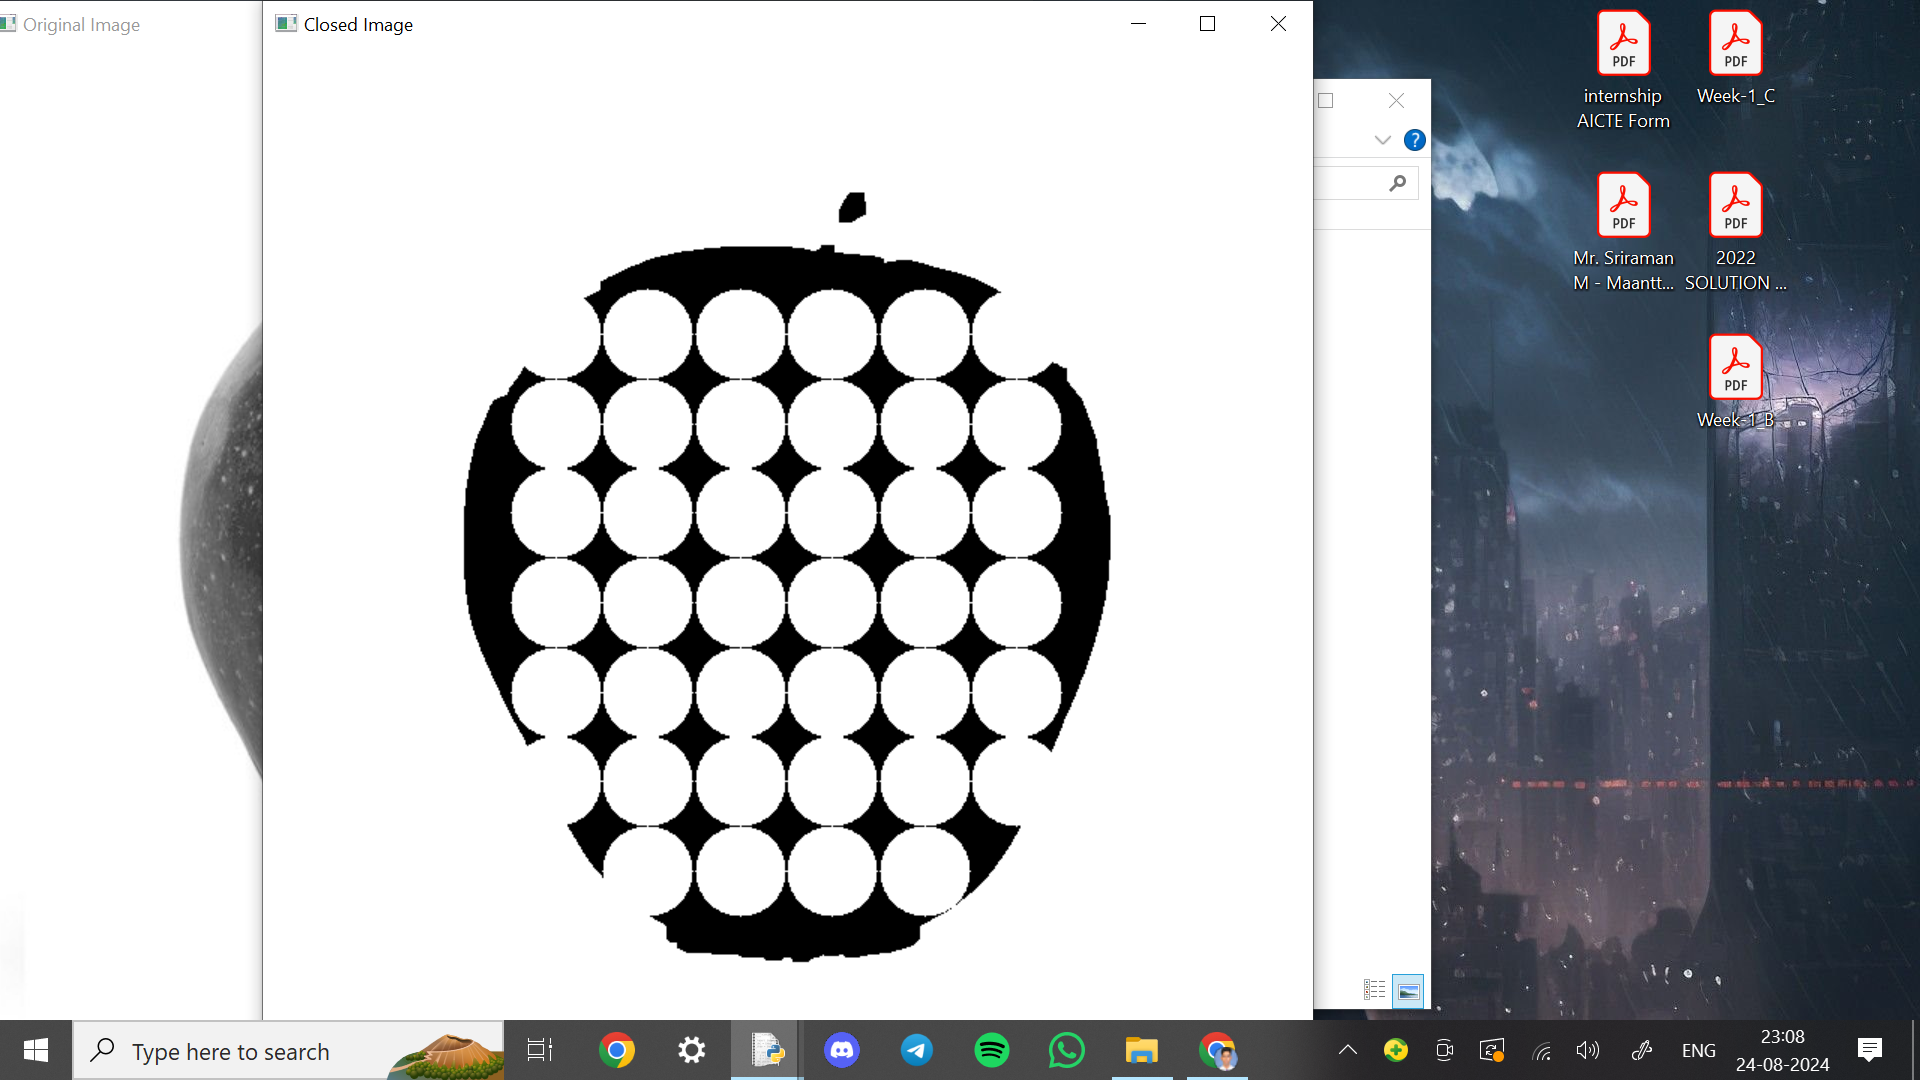 Original Image
Closed Image
?
PDF
internship
AICTE Form
PDF
Week-1_C
PDF
Mr. Sriraman
M - Maantt...
PDF
2022
SOLUTION ...
PDF
Week-1_B
Type here to search
ENG
23:08
24-08-2024